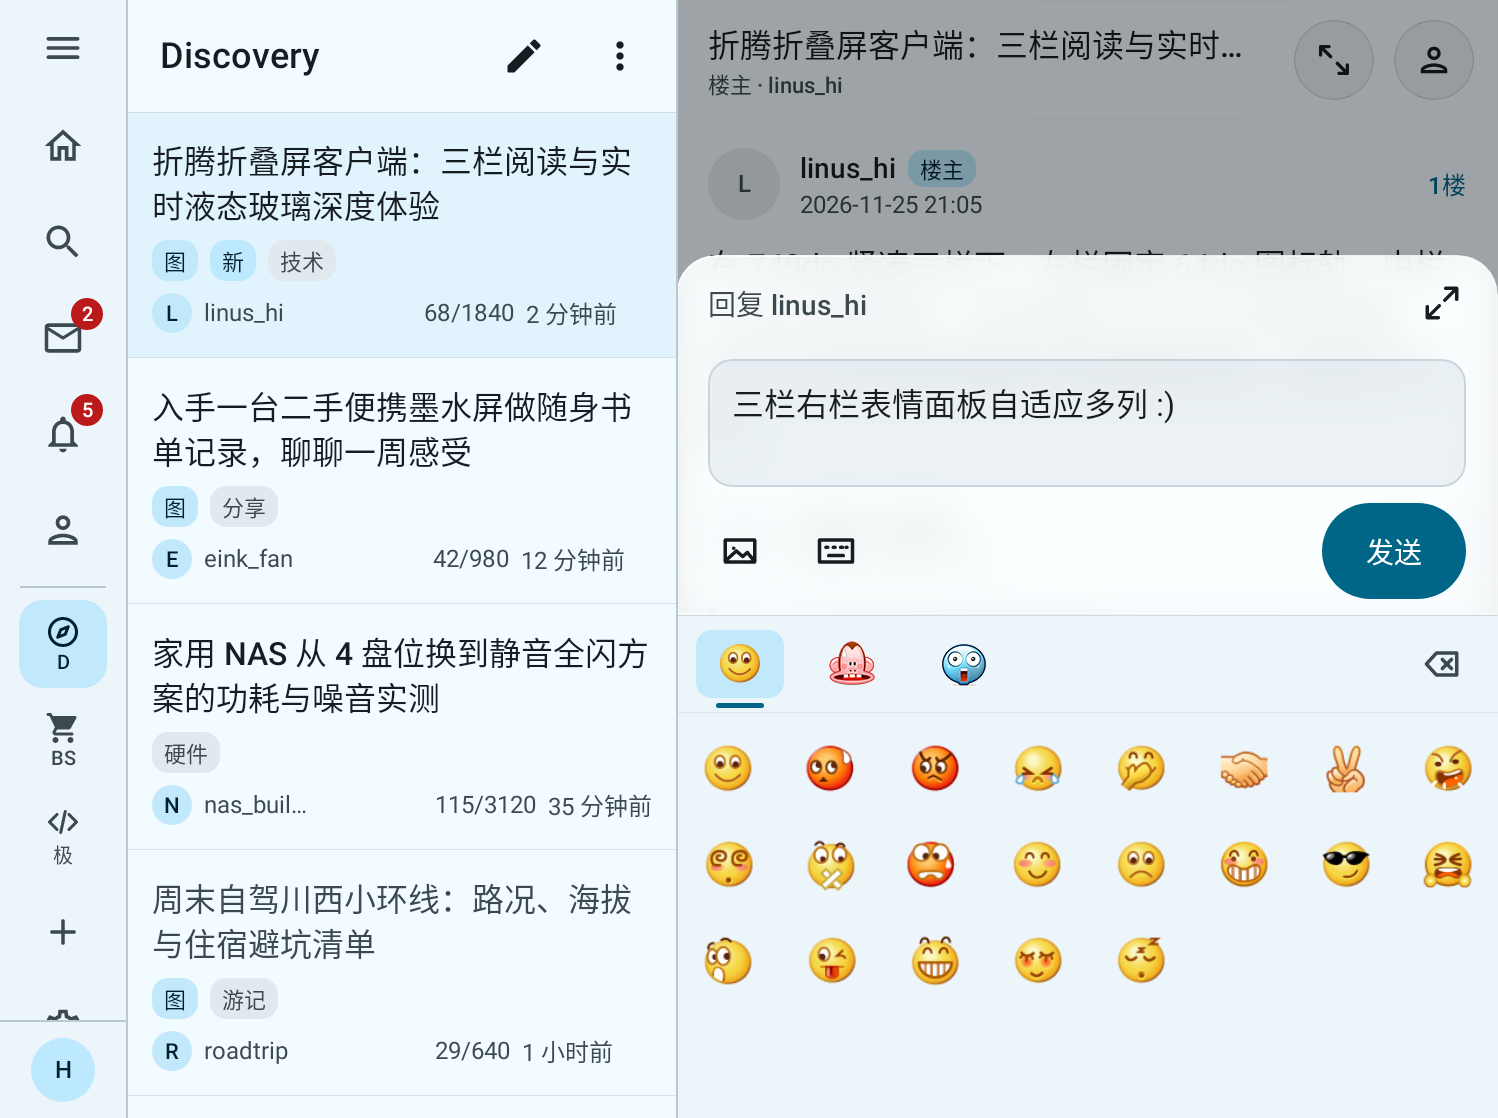 2
5
D
BS
极
H
Discovery
折腾折叠屏客户端：三栏阅读与实
时液态玻璃深度体验
图 新 技术
L linus_hi 68/1840 2 分钟前
入手一台二手便携墨水屏做随身书
单记录，聊聊一周感受
图 分享
E eink_fan 42/980 12 分钟前
家用 NAS 从 4 盘位换到静音全闪方
案的功耗与噪音实测
硬件
N nas_buil... 115/3120 35 分钟前
周末自驾川西小环线：路况、海拔
与住宿避坑清单
图 游记
R roadtrip 29/640 1 小时前
折腾折叠屏客户端：三栏阅读与实时...
楼主 · linus_hi
L linus_hi 楼主
2026-11-25 21:05
1楼
回复 linus_hi
三栏右栏表情面板自适应多列 :)
发送